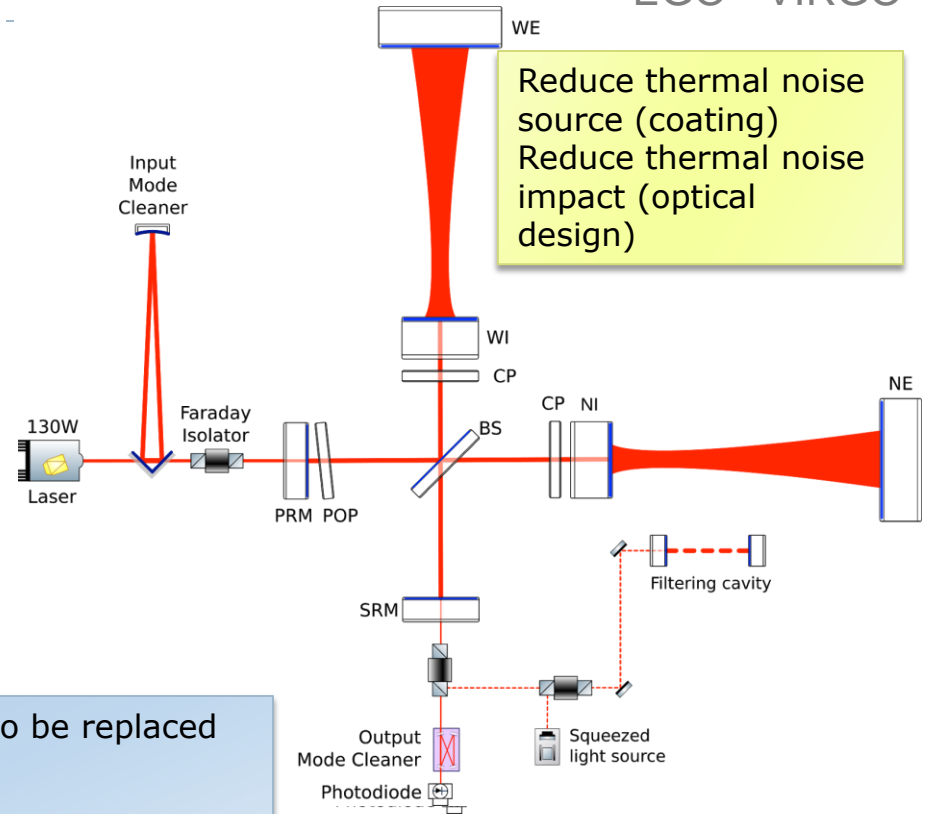 WE
Reduce thermal noise
source (coating)
Reduce thermal noise
impact (optical
design)
Input
Mode
Cleaner
WI
CP
NE
CP NI
BS
130W
Laser
Faraday
Isolator
PRM POP
Filtering cavity
SRM
o be replaced
Output
Mode Cleaner
Squeezed
light source
Photodiode